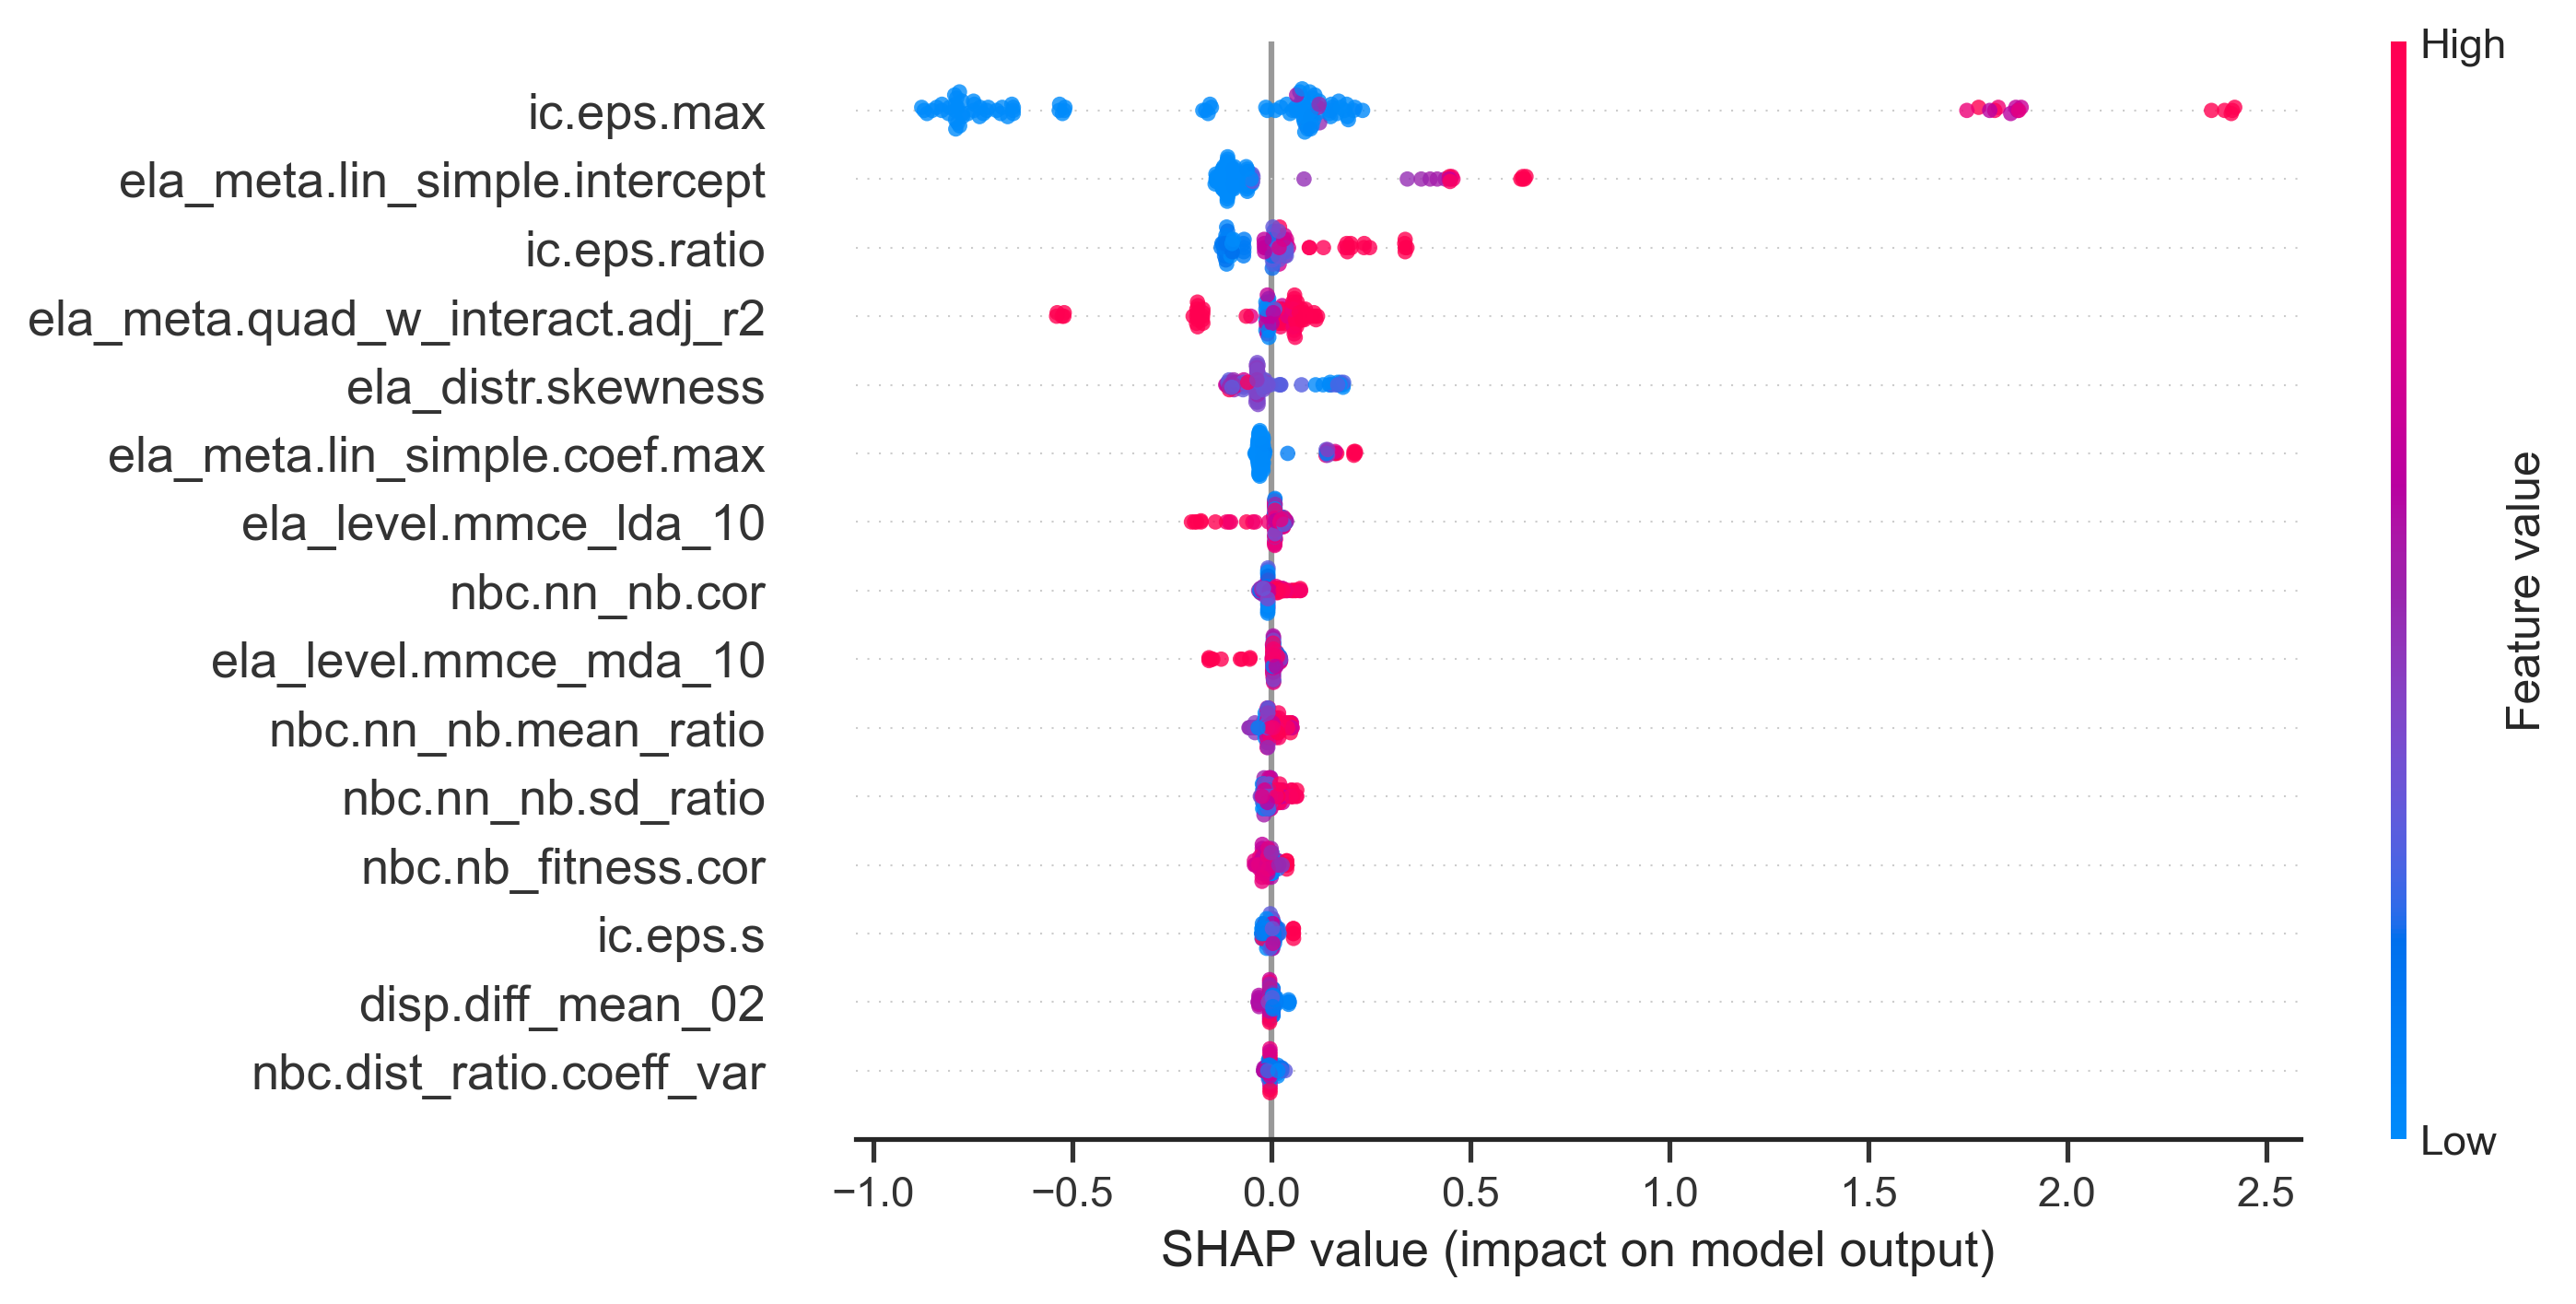 ic.eps.max
ela_meta.lin_simple.intercept
ic.eps.ratio
ela_meta.quad_w_interact.adj_r2
ela_distr.skewness
ela_meta.lin_simple.coef.max
ela_level.mmce_lda_10
nbc.nn_nb.cor
ela_level.mmce_mda_10
nbc.nn_nb.mean_ratio
nbc.nn_nb.sd_ratio
nbc.nb_fitness.cor
ic.eps.s
disp.diff_mean_02
nbc.dist_ratio.coeff_var
−1.0 −0.5 0.0 0.5 1.0 1.5 2.0 2.5
SHAP value (impact on model output)
High
Feature value
Low